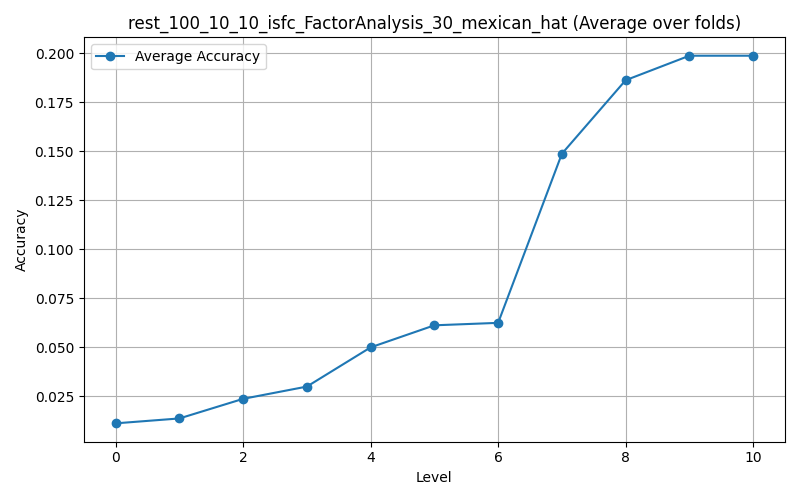 rest_100_10_10_isfc_FactorAnalysis_30_mexican_hat (Average over folds)
Average Accuracy
0.200
0.175
0.150
0.125
0.100
0.075
0.050
0.025
Accuracy
0 2 4 6 8 10
Level